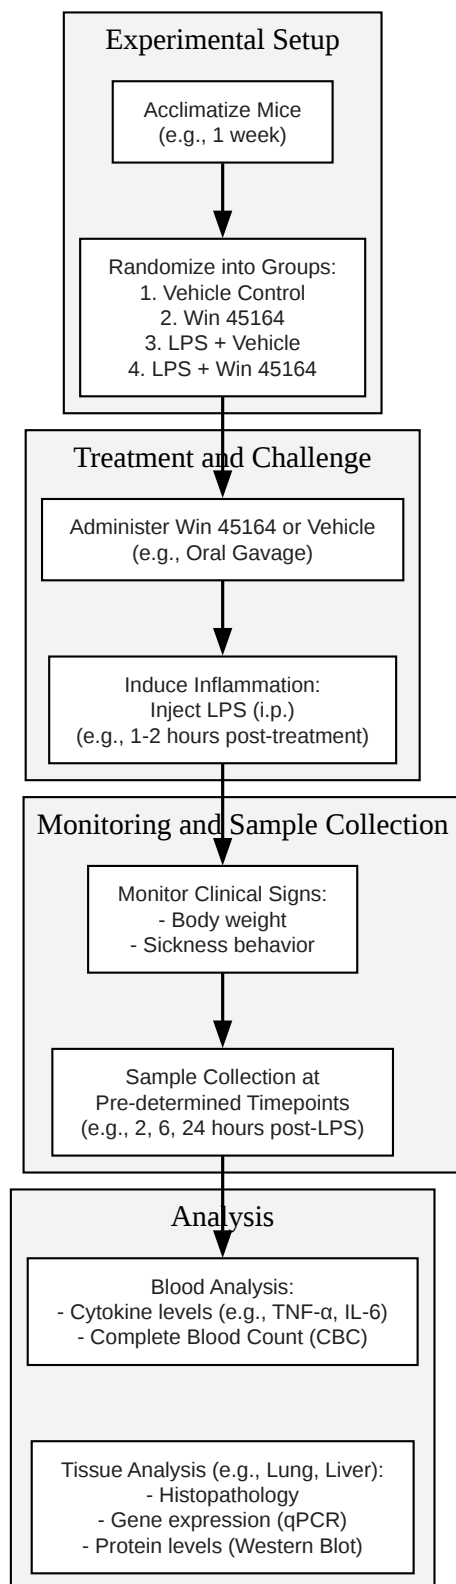 Experimental Setup
Acclimatize Mice
(e.g., 1 week)
Randomize into Groups:
1. Vehicle Control
2. Win 45164
3. LPS + Vehicle
4. LPS + Win 45164
Treatment and Challenge
Administer Win 45164 or Vehicle
(e.g., Oral Gavage)
Induce Inflammation:
Inject LPS (i.p.)
(e.g., 1-2 hours post-treatment)
Monitoring and Sample Collection
Monitor Clinical Signs:
- Body weight
- Sickness behavior
Sample Collection at
Pre-determined Timepoints
(e.g., 2, 6, 24 hours post-LPS)
Analysis
Blood Analysis:
- Cytokine levels (e.g., TNF-α, IL-6)
- Complete Blood Count (CBC)
Tissue Analysis (e.g., Lung, Liver):
- Histopathology
- Gene expression (qPCR)
- Protein levels (Western Blot)